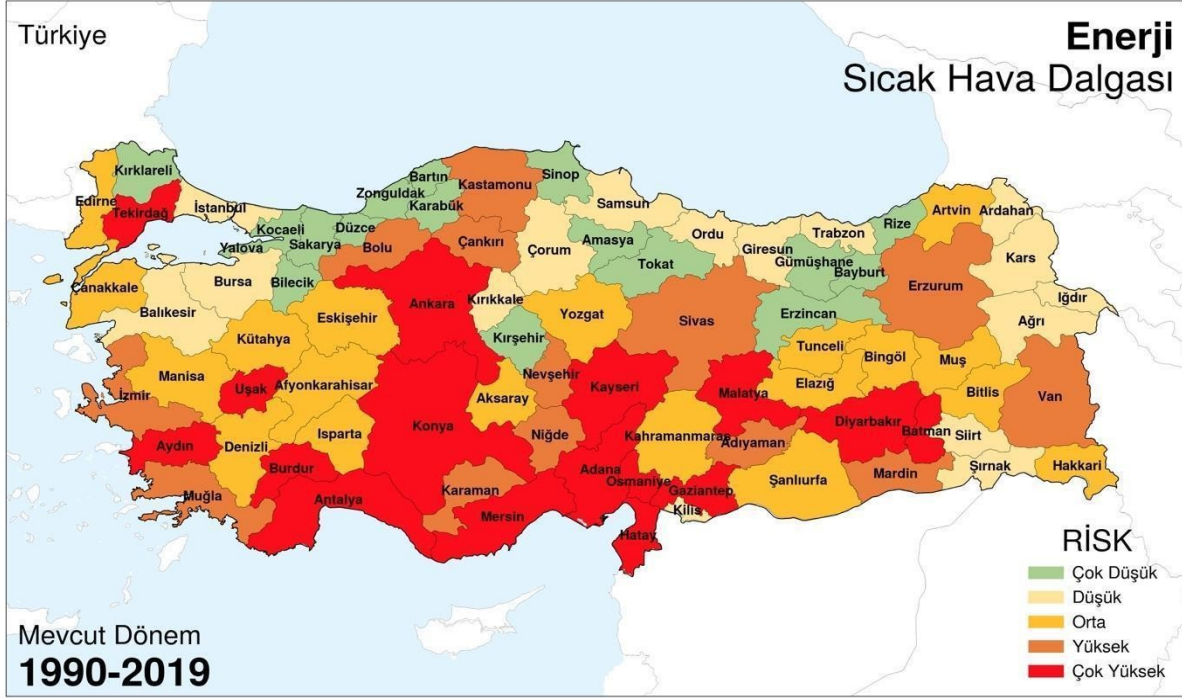 Türkiye
Enerji
Sıcak Hava Dalgası
Kırklareli
Edirne
Tekirdağ
İstanbul
Kocaeli
Yalova
Sakarya
Düzce
Zonguldak
Bartın
Karabük
Kastamonu
Sinop
Samsun
Bolu
Çankırı
Çorum
Amasya
Tokat
Ordu
Giresun
Trabzon
Gümüşhane
Bayburt
Rize
Artvin
Ardahan
Kars
Iğdır
Ağrı
Erzurum
Erzincan
Çanakkale
Balıkesir
Bursa
Bilecik
Eskişehir
Kütahya
Ankara
Kırıkkale
Kırşehir
Yozgat
Sivas
Tunceli
Bingöl
Muş
Elazığ
Bitlis
Van
İzmir
Manisa
Uşak
Afyonkarahisar
Konya
Aksaray
Nevşehir
Kayseri
Malatya
Diyarbakır
Batman
Siirt
Şırnak
Hakkari
Aydın
Denizli
Isparta
Burdur
Niğde
Kahramanmaraş
Adıyaman
Şanlıurfa
Mardin
Muğla
Antalya
Karaman
Mersin
Adana
Osmaniye
Gaziantep
Kilis
Hatay
RİSK
Çok Düşük
Düşük
Orta
Yüksek
Çok Yüksek
Mevcut Dönem
1990-2019